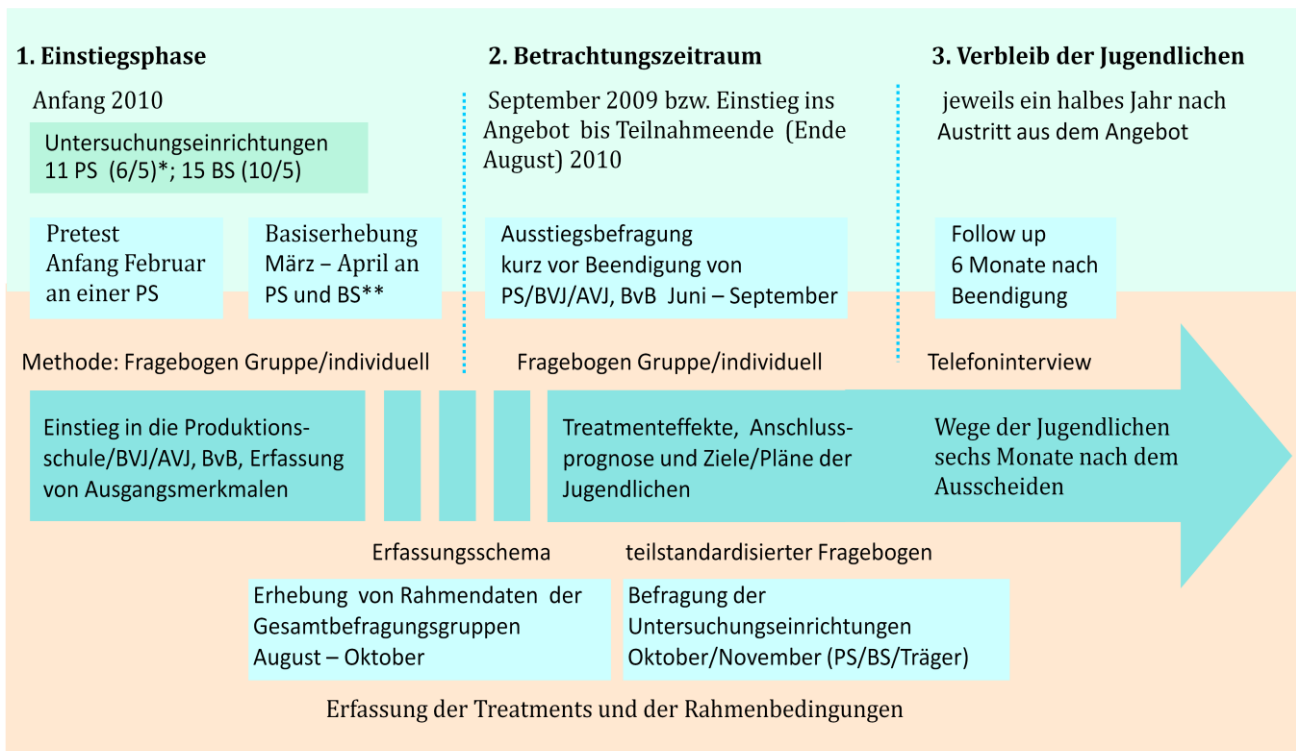 1. Einstiegsphase
Anfang 2010
Untersuchungseinrichtungen
11 PS (6/5)*; 15 BS (10/5)
Pretest
Anfang Februar
an einer PS
Basiserhebung
März – April an
PS und BS**
2. Betrachtungszeitraum
September 2009 bzw. Einstieg ins
Angebot bis Teilnahmeende (Ende
August) 2010
Ausstiegsbefragung
kurz vor Beendigung von
PS/BVJ/AVJ, BvB Juni – September
3. Verbleib der Jugendlichen
jeweils ein halbes Jahr nach
Austritt aus dem Angebot
Follow up
6 Monate nach
Beendigung
Methode: Fragebogen Gruppe/individuell
Fragebogen Gruppe/individuell
Telefoninterview
Einstieg in die Produktions-
schule/BVJ/AVJ, BvB, Erfassung
von Ausgangsmerkmalen
Treatmenteffekte, Anschluss-
prognose und Ziele/Pläne der
Jugendlichen
Wege der Jugendlichen
sechs Monate nach dem
Ausscheiden
Erfassungsschema
teilstandardisierter Fragebogen
Erhebung von Rahmendaten der
Gesamtbefragungsgruppen
August – Oktober
Befragung der
Untersuchungseinrichtungen
Oktober/November (PS/BS/Träger)
Erfassung der Treatments und der Rahmenbedingungen